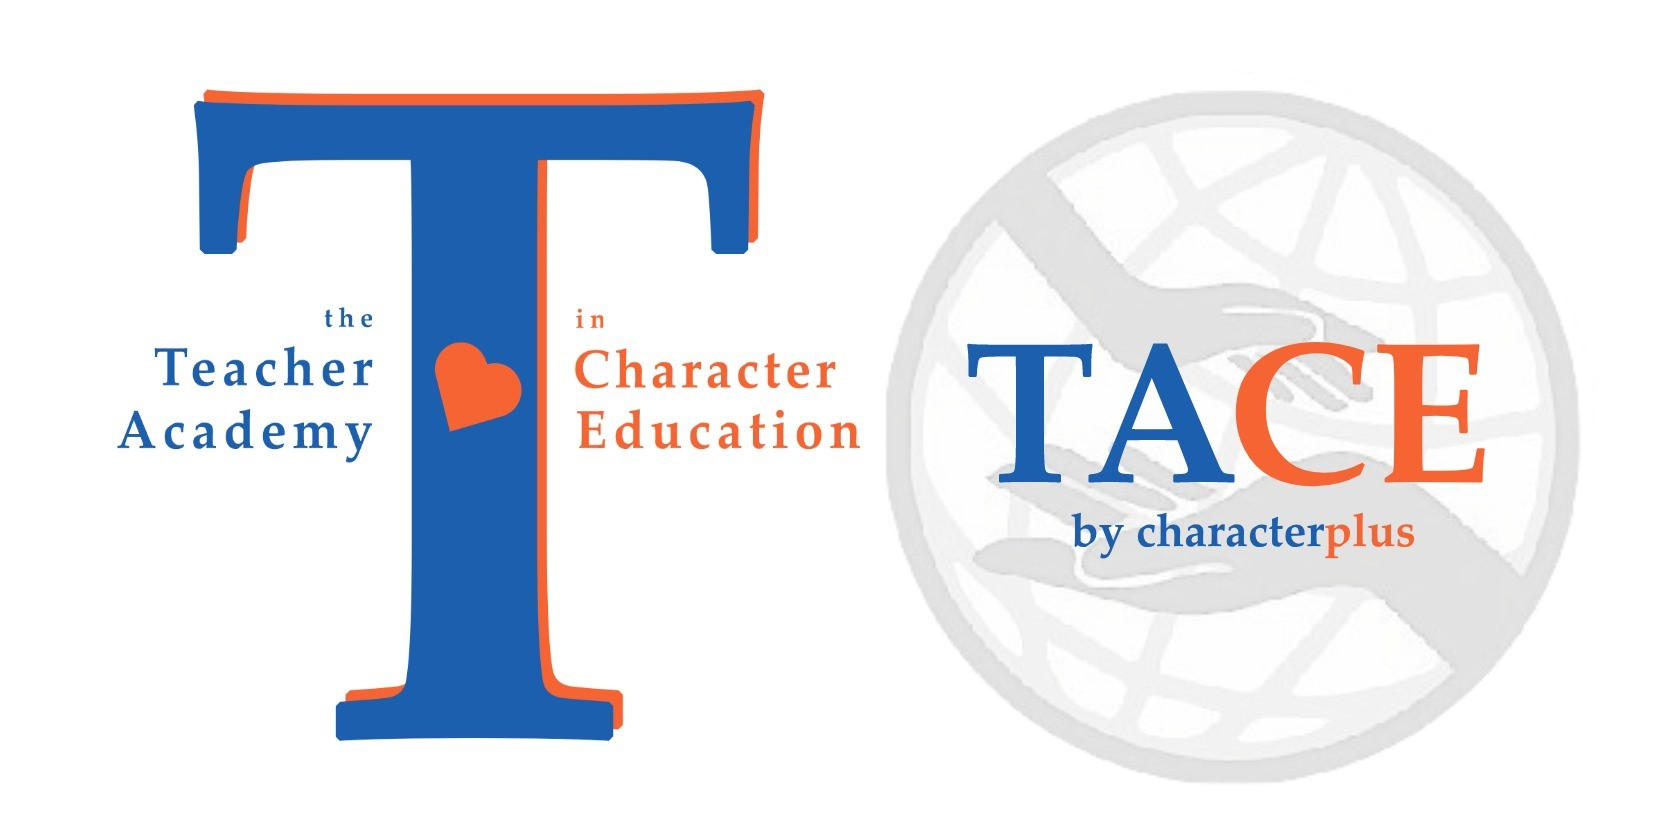 T
the
Teacher
Academy
in
Character
Education
TACE
by characterplus